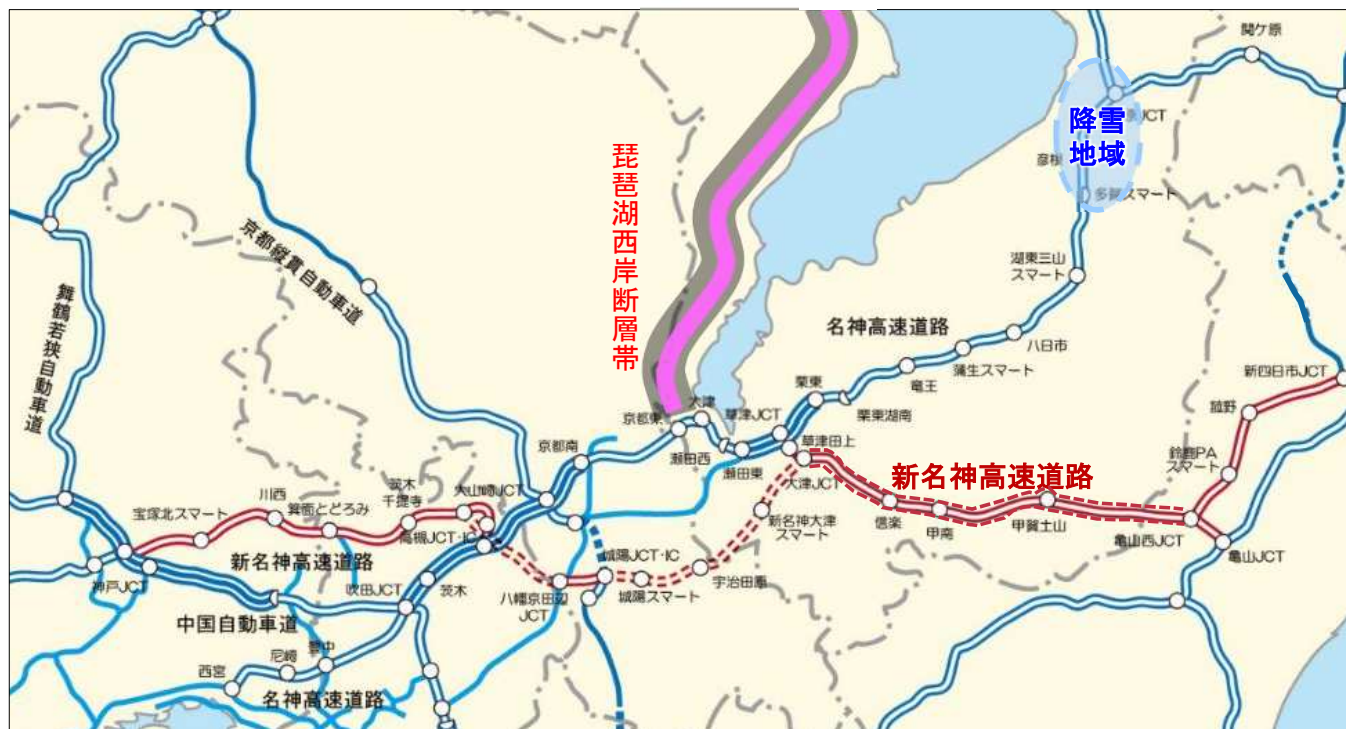 関ケ原
降雪
地域
JCT
多賀スマート
湖東三山
スマート
琵琶湖西岸断層帯
京都縦貫自動車道
舞鶴若狭自動車道
名神高速道路
八日市
蒲生スマート
竜王
栗東
栗東湖南
新四日市JCT
菰野
鈴鹿PA
スマート
大津
草津JCT
京都東
京都南
瀬田西
瀬田東
草津田上
大津JCT
新名神高速道路
茨木
千提寺
大山崎JCT
川西
箕面とどろみ
宝塚北スマート
高槻JCT・IC
新名神大津
スマート
信楽
甲南
甲賀土山
亀山西JCT
亀山JCT
新名神高速道路
城陽JCT・IC
宇治田原
城陽スマート
八幡京田辺
JCT
神戸JCT
吹田JCT
茨木
中国自動車道
豊中
尼崎
西宮
名神高速道路